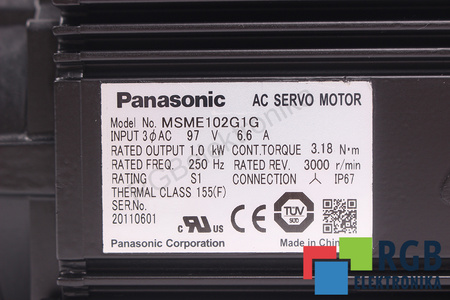 Panasonic AC SERVO MOTOR
Model No. MSME102G1G
INPUT 3φAC 97 V 6.6 A
RATED OUTPUT 1.0 kW CONT.TORQUE 3.18 N·m
RATED FREQ. 250 Hz RATED REV. 3000 r/min
RATING S1 CONNECTION 人 IP67
THERMAL CLASS 155(F)
SER.No.
20110601
c RU US TÜV SÜD
Panasonic Corporation Made in China
RGB
ELEKTRONIKA